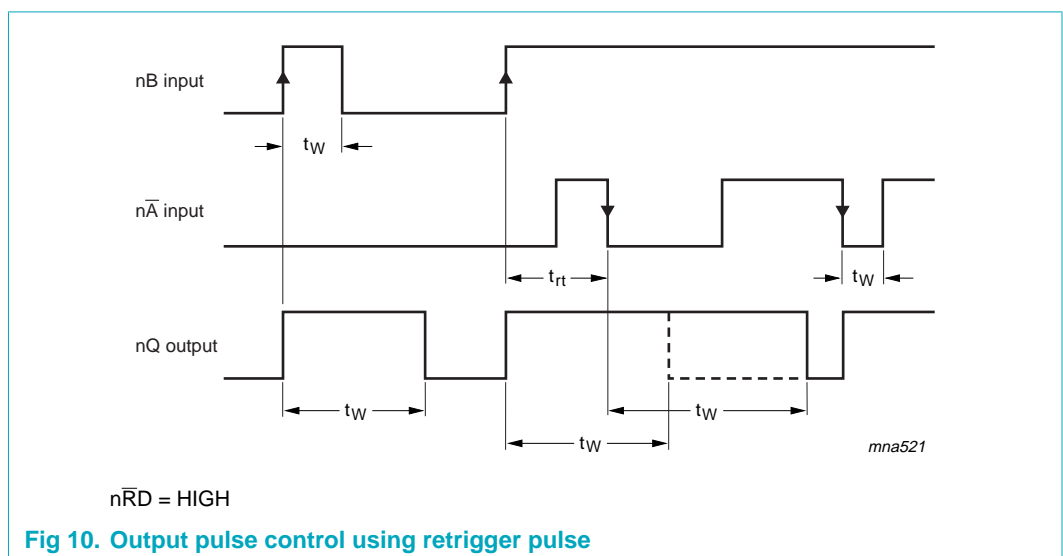 nB input
tW
nA̅ input
trt
tW
nQ output
tW
tW
tW
mna521
nR̅D = HIGH
Fig 10. Output pulse control using retrigger pulse